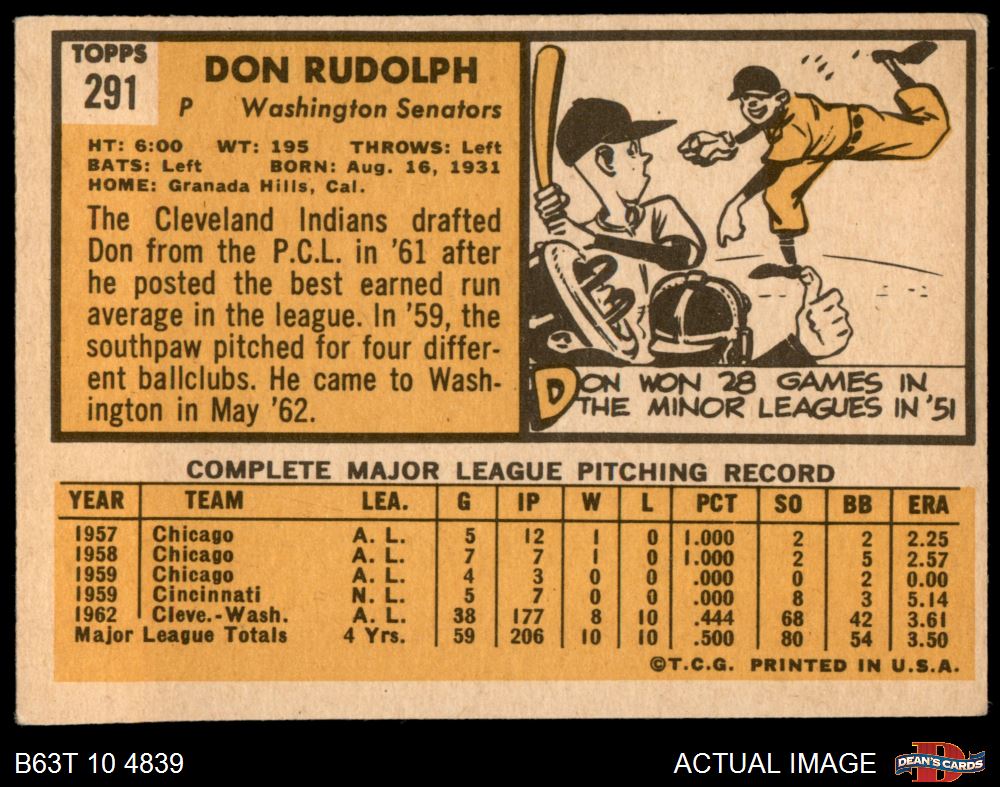 TOPPS
291
DON RUDOLPH
P Washington Senators
HT: 6:00 WT: 195 THROWS: Left
BATS: Left BORN: Aug. 16, 1931
HOME: Granada Hills, Cal.
The Cleveland Indians drafted
Don from the P.C.L. in '61 after
he posted the best earned run
average in the league. In '59, the
southpaw pitched for four differ-
ent ballclubs. He came to Wash-
ington in May '62.
DON WON 28 GAMES IN
THE MINOR LEAGUES IN '51
COMPLETE MAJOR LEAGUE PITCHING RECORD
YEAR TEAM LEA. G IP W L PCT SO BB ERA
1957 Chicago A. L. 5 12 1 0 1.000 2 2 2.25
1958 Chicago A. L. 7 7 1 0 1.000 2 5 2.57
1959 Chicago A. L. 4 3 0 0 .000 0 2 0.00
1959 Cincinnati N. L. 5 7 0 0 .000 8 3 5.14
1962 Cleve.-Wash. A. L. 38 177 8 10 .444 68 42 3.61
Major League Totals 4 Yrs. 59 206 10 10 .500 80 54 3.50
©T.C.G. PRINTED IN U.S.A.
B63T 10 4839
ACTUAL IMAGE
DEAN'S CARDS